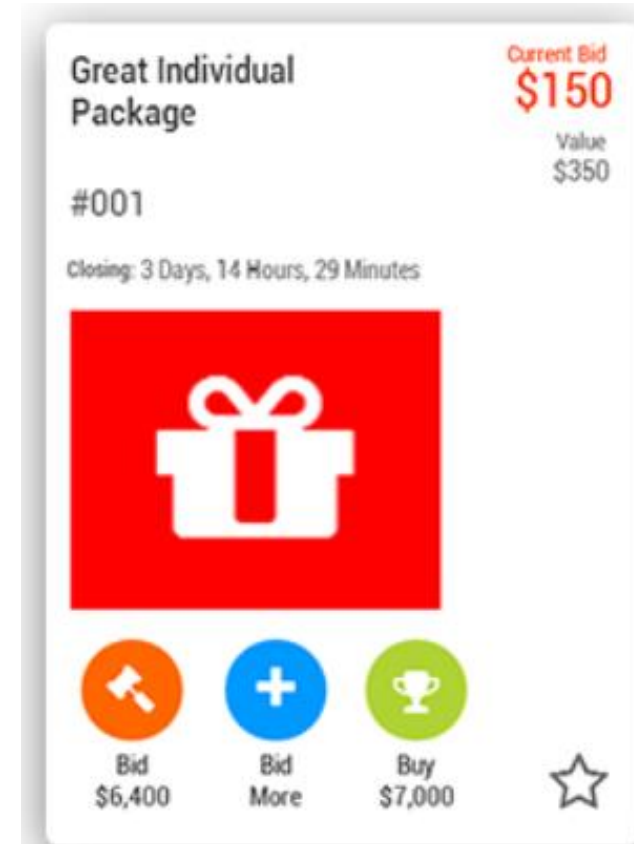 Great Individual
Package
Current Bid
$150
Value
$350
#001
Closing: 3 Days, 14 Hours, 29 Minutes
Bid
$6,400
Bid
More
Buy
$7,000